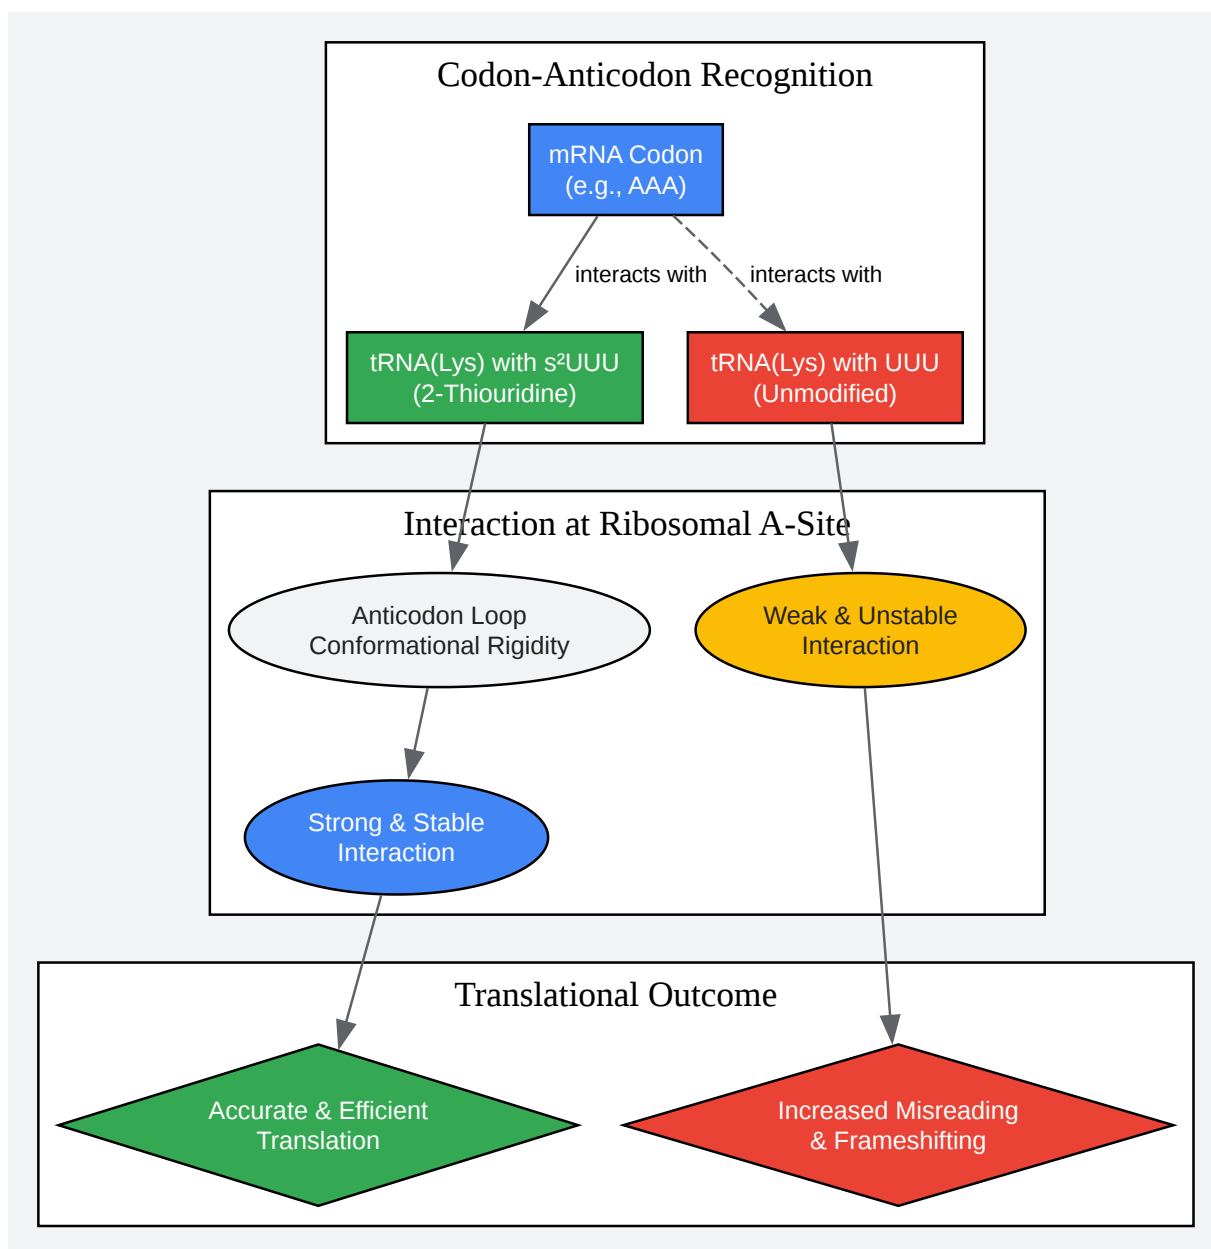 Codon-Anticodon Recognition
mRNA Codon
(e.g., AAA)
interacts with
interacts with
tRNA(Lys) with s²UUU
(2-Thiouridine)
tRNA(Lys) with UUU
(Unmodified)
Interaction at Ribosomal A-Site
Anticodon Loop
Conformational Rigidity
Weak & Unstable
Interaction
Strong & Stable
Interaction
Translational Outcome
Accurate & Efficient
Translation
Increased Misreading
& Frameshifting